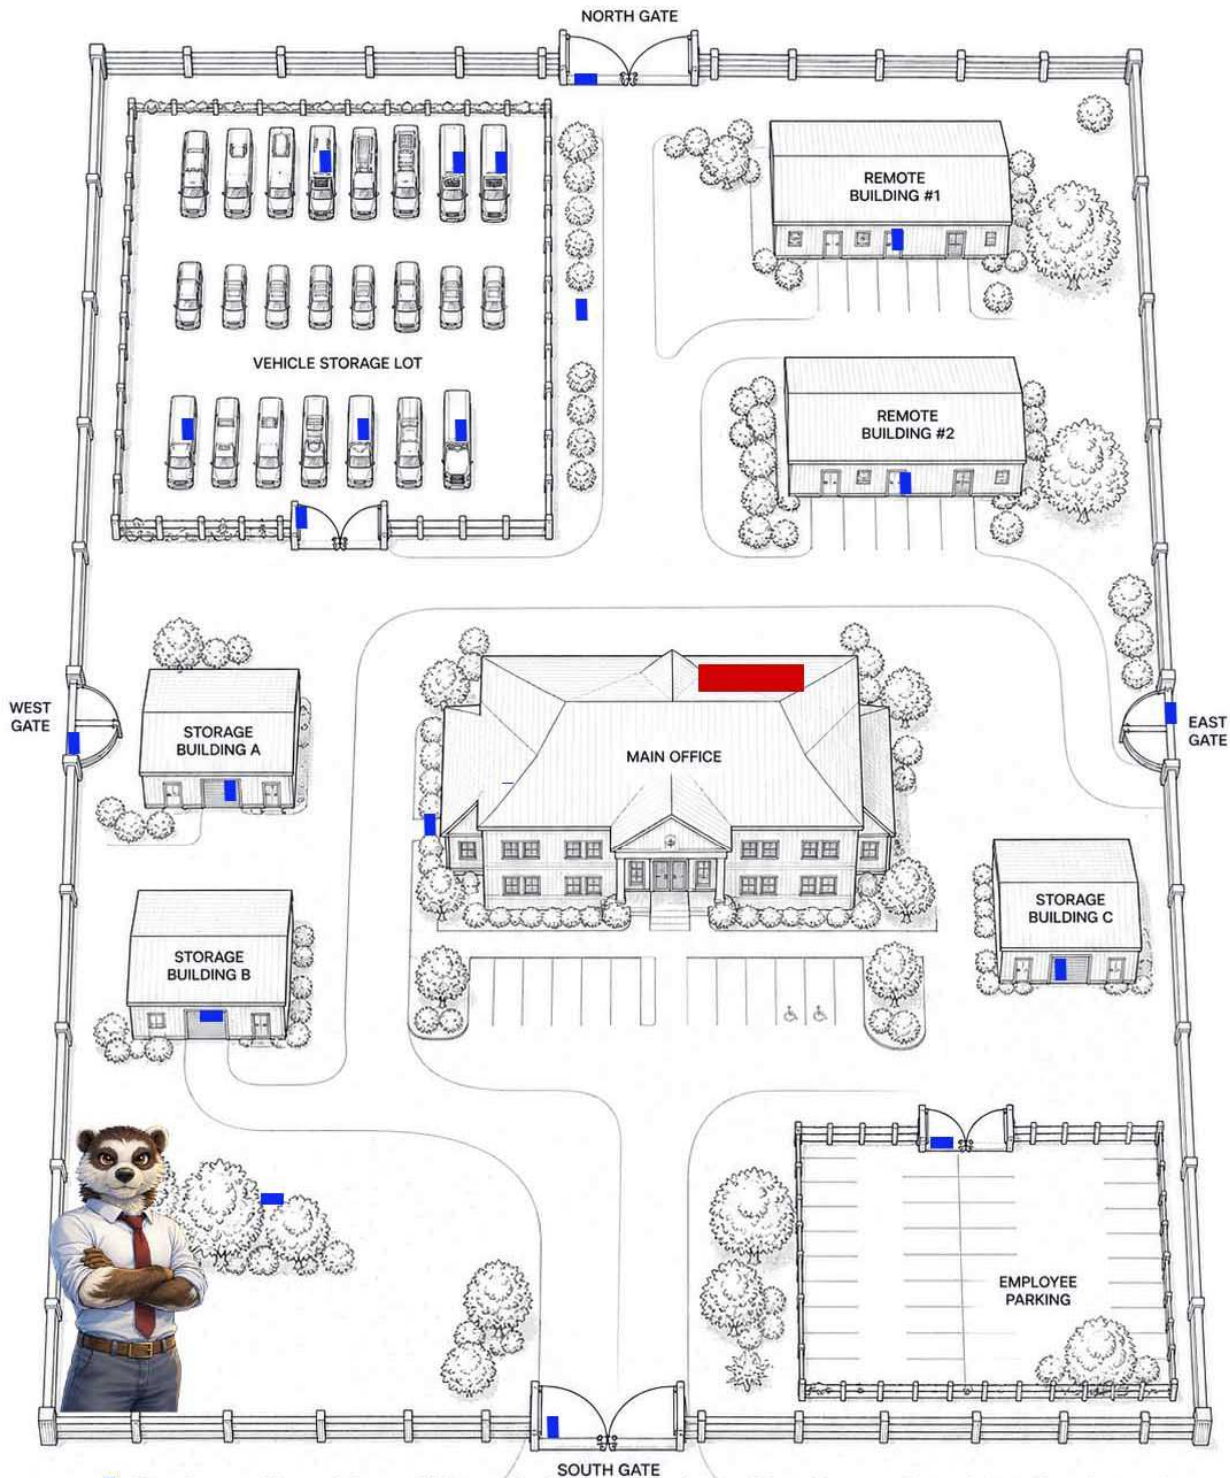 NORTH GATE
REMOTE
BUILDING #1
VEHICLE STORAGE LOT
REMOTE
BUILDING #2
WEST
GATE
STORAGE
BUILDING A
MAIN OFFICE
EAST
GATE
STORAGE
BUILDING B
STORAGE
BUILDING C
EMPLOYEE
PARKING
SOUTH GATE